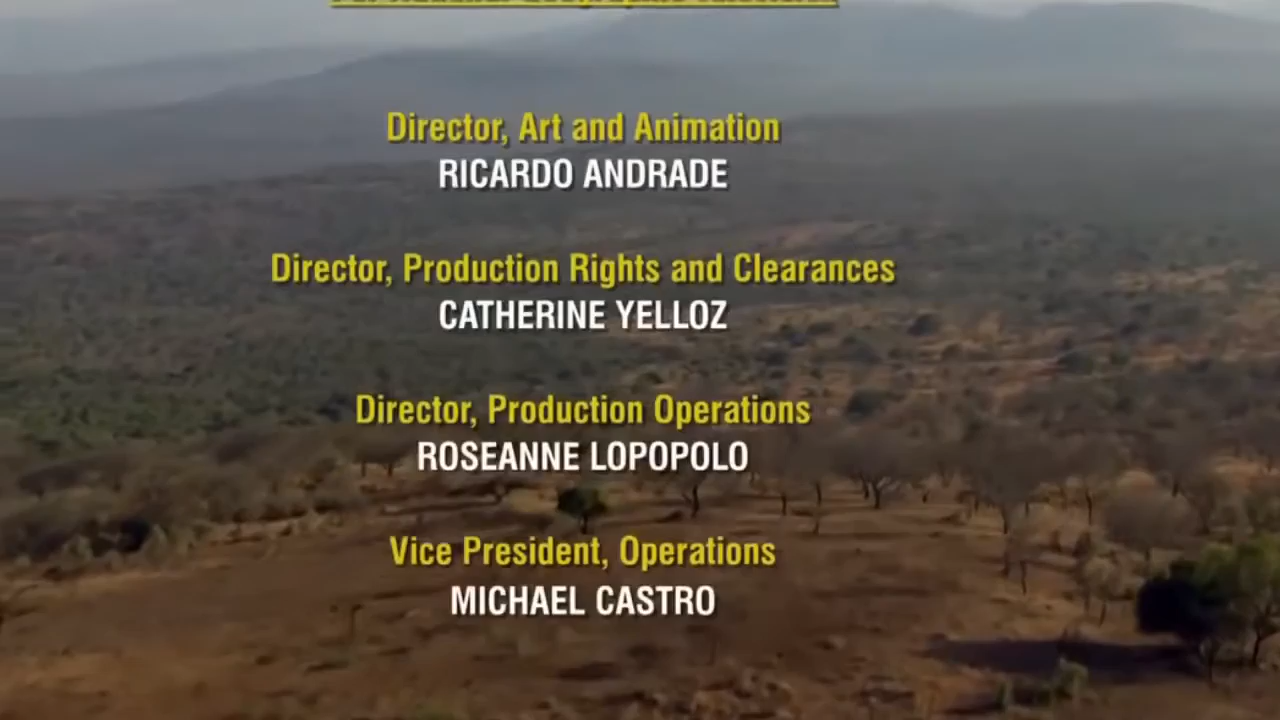 Director, Art and Animation
RICARDO ANDRADE
Director, Production Rights and Clearances
CATHERINE YELLOZ
Director, Production Operations
ROSEANNE LOPOPOLO
Vice President, Operations
MICHAEL CASTRO